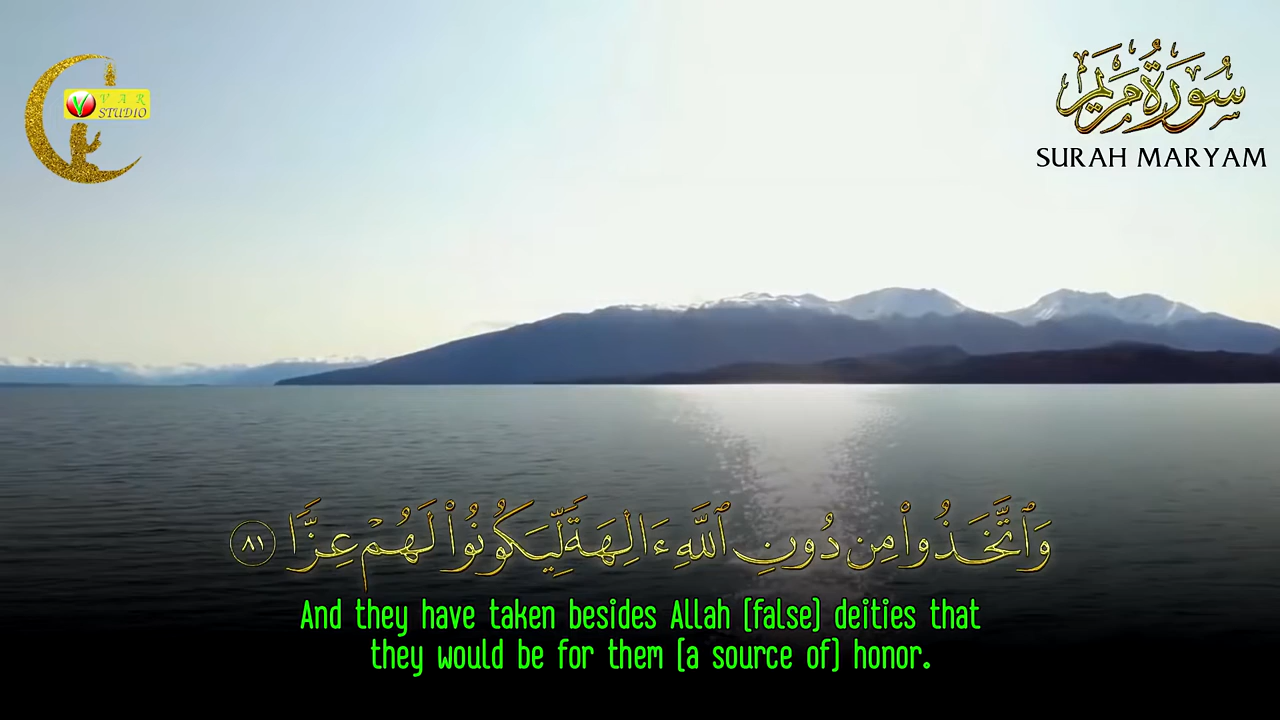 V A R
STUDIO
سُورَةُ مَرْيَم
SURAH MARYAM
وَٱتَّخَذُوا۟ مِن دُونِ ٱللَّهِ ءَالِهَةً لِّيَكُونُوا۟ لَهُمْ عِزًّا ٨١
And they have taken besides Allah (false) deities that
they would be for them (a source of) honor.